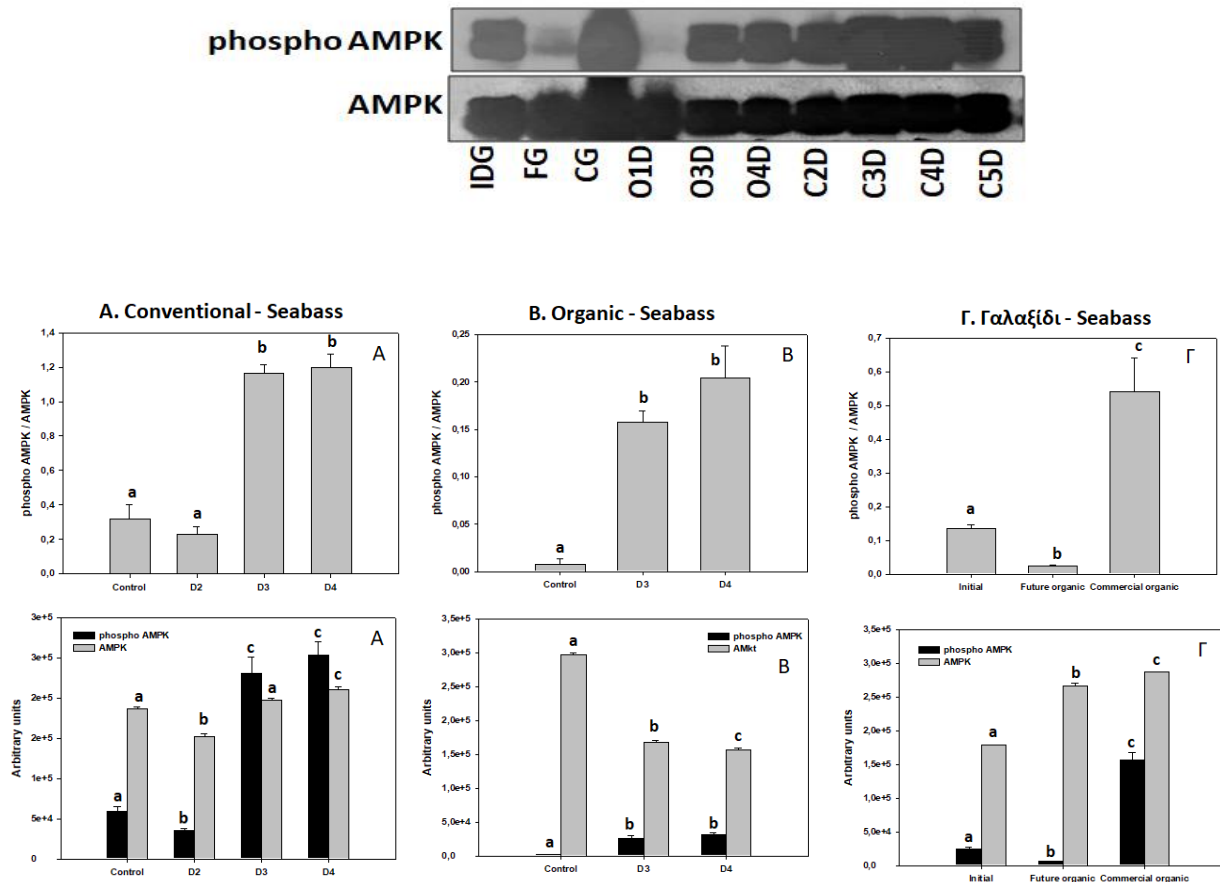 phospho AMPK
AMPK
IDG FG CG O1D O3D O4D C2D C3D C4D C5D
A. Conventional - Seabass
1,4
1,2
1,0
0,8
0,6
0,4
0,2
0,0
phospho AMPK / AMPK
a a b b
A
Control D2 D3 D4
B. Organic - Seabass
0,25
0,20
0,15
0,10
0,05
0,00
phospho AMPK / AMPK
a b b
B
Control D3 D4
Γ. Γαλαξίδι - Seabass
0,7
0,6
0,5
0,4
0,3
0,2
0,1
0,0
phospho AMPK / AMPK
a b c
Γ
Initial Future organic Commercial organic
3e+5
3e+5
2e+5
2e+5
1e+5
5e+4
0
Arbitrary units
phospho AMPK
AMPK
a a b b c a c c
A
Control D2 D3 D4
3,5e+5
3,0e+5
2,5e+5
2,0e+5
1,5e+5
1,0e+5
5,0e+4
0,0
Arbitrary units
phospho AMPK
AMkt
a a b b b c
B
Control D3 D4
3,5e+5
3,0e+5
2,5e+5
2,0e+5
1,5e+5
1,0e+5
5,0e+4
0,0
Arbitrary units
phospho AMPK
AMPK
a a b b c c
Γ
Initial Future organic Commercial organic